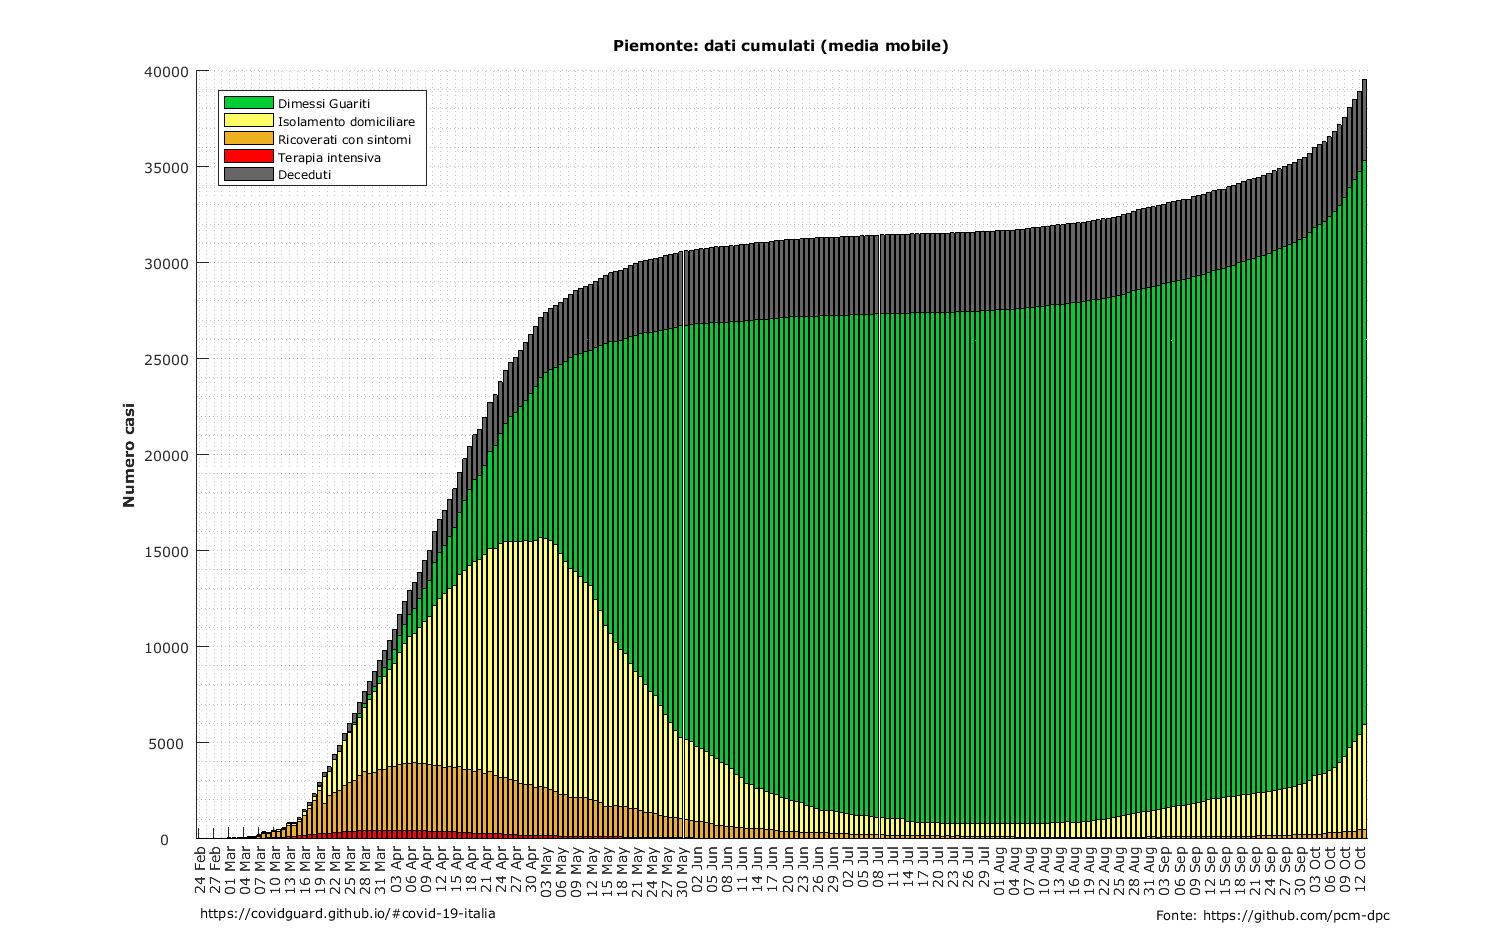 Piemonte: dati cumulati (media mobile)
40000
35000
30000
25000
20000
15000
10000
5000
0
Numero casi
Dimessi Guariti
Isolamento domiciliare
Ricoverati con sintomi
Terapia intensiva
Deceduti
24 Feb
27 Feb
01 Mar
04 Mar
07 Mar
10 Mar
13 Mar
16 Mar
19 Mar
22 Mar
25 Mar
28 Mar
31 Mar
03 Apr
06 Apr
09 Apr
12 Apr
15 Apr
18 Apr
21 Apr
24 Apr
27 Apr
30 Apr
03 May
06 May
09 May
12 May
15 May
18 May
21 May
24 May
27 May
30 May
02 Jun
05 Jun
08 Jun
11 Jun
14 Jun
17 Jun
20 Jun
23 Jun
26 Jun
29 Jun
02 Jul
05 Jul
08 Jul
11 Jul
14 Jul
17 Jul
20 Jul
23 Jul
26 Jul
29 Jul
01 Aug
04 Aug
07 Aug
10 Aug
13 Aug
16 Aug
19 Aug
22 Aug
25 Aug
28 Aug
31 Aug
03 Sep
06 Sep
09 Sep
12 Sep
15 Sep
18 Sep
21 Sep
24 Sep
27 Sep
30 Sep
03 Oct
06 Oct
09 Oct
12 Oct
https://covidguard.github.io/#covid-19-italia
Fonte: https://github.com/pcm-dpc